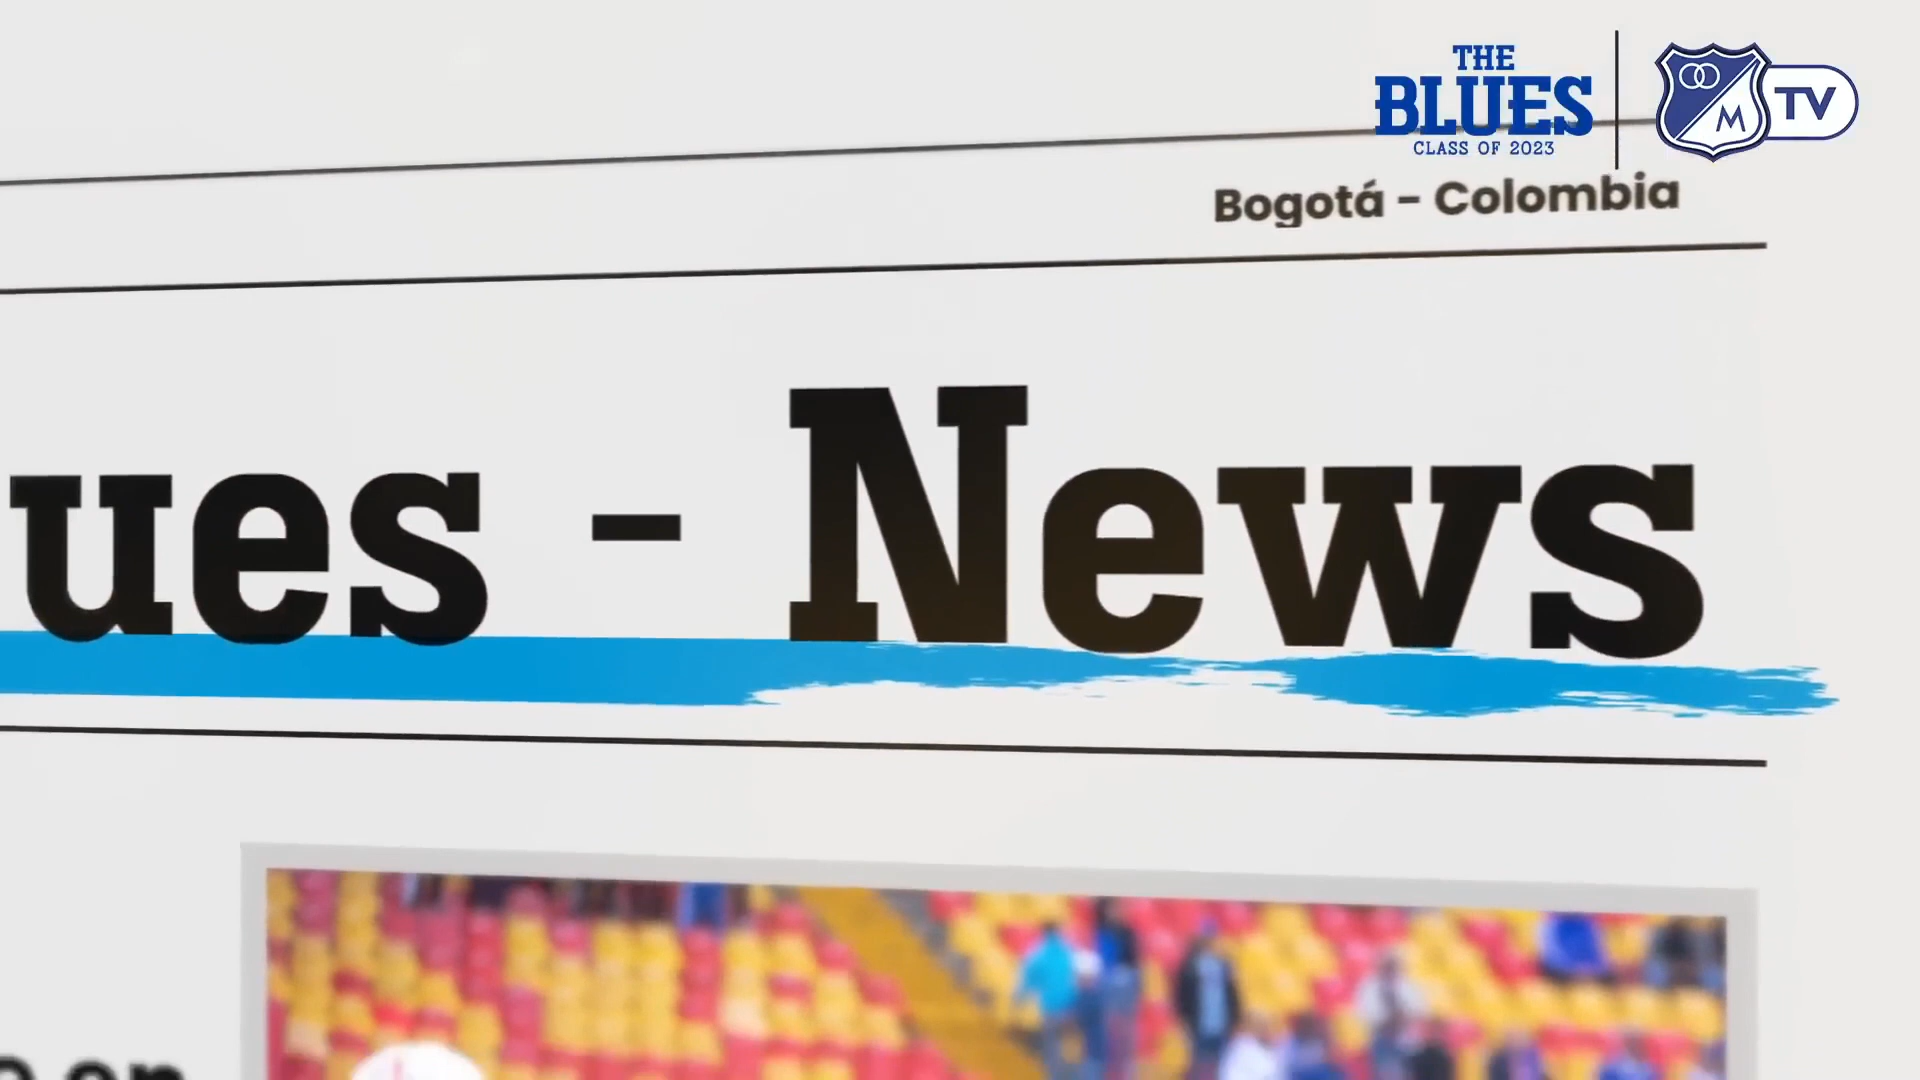 THE
BLUES
CLASS OF 2023
M
TV
Bogotá - Colombia
ues - News